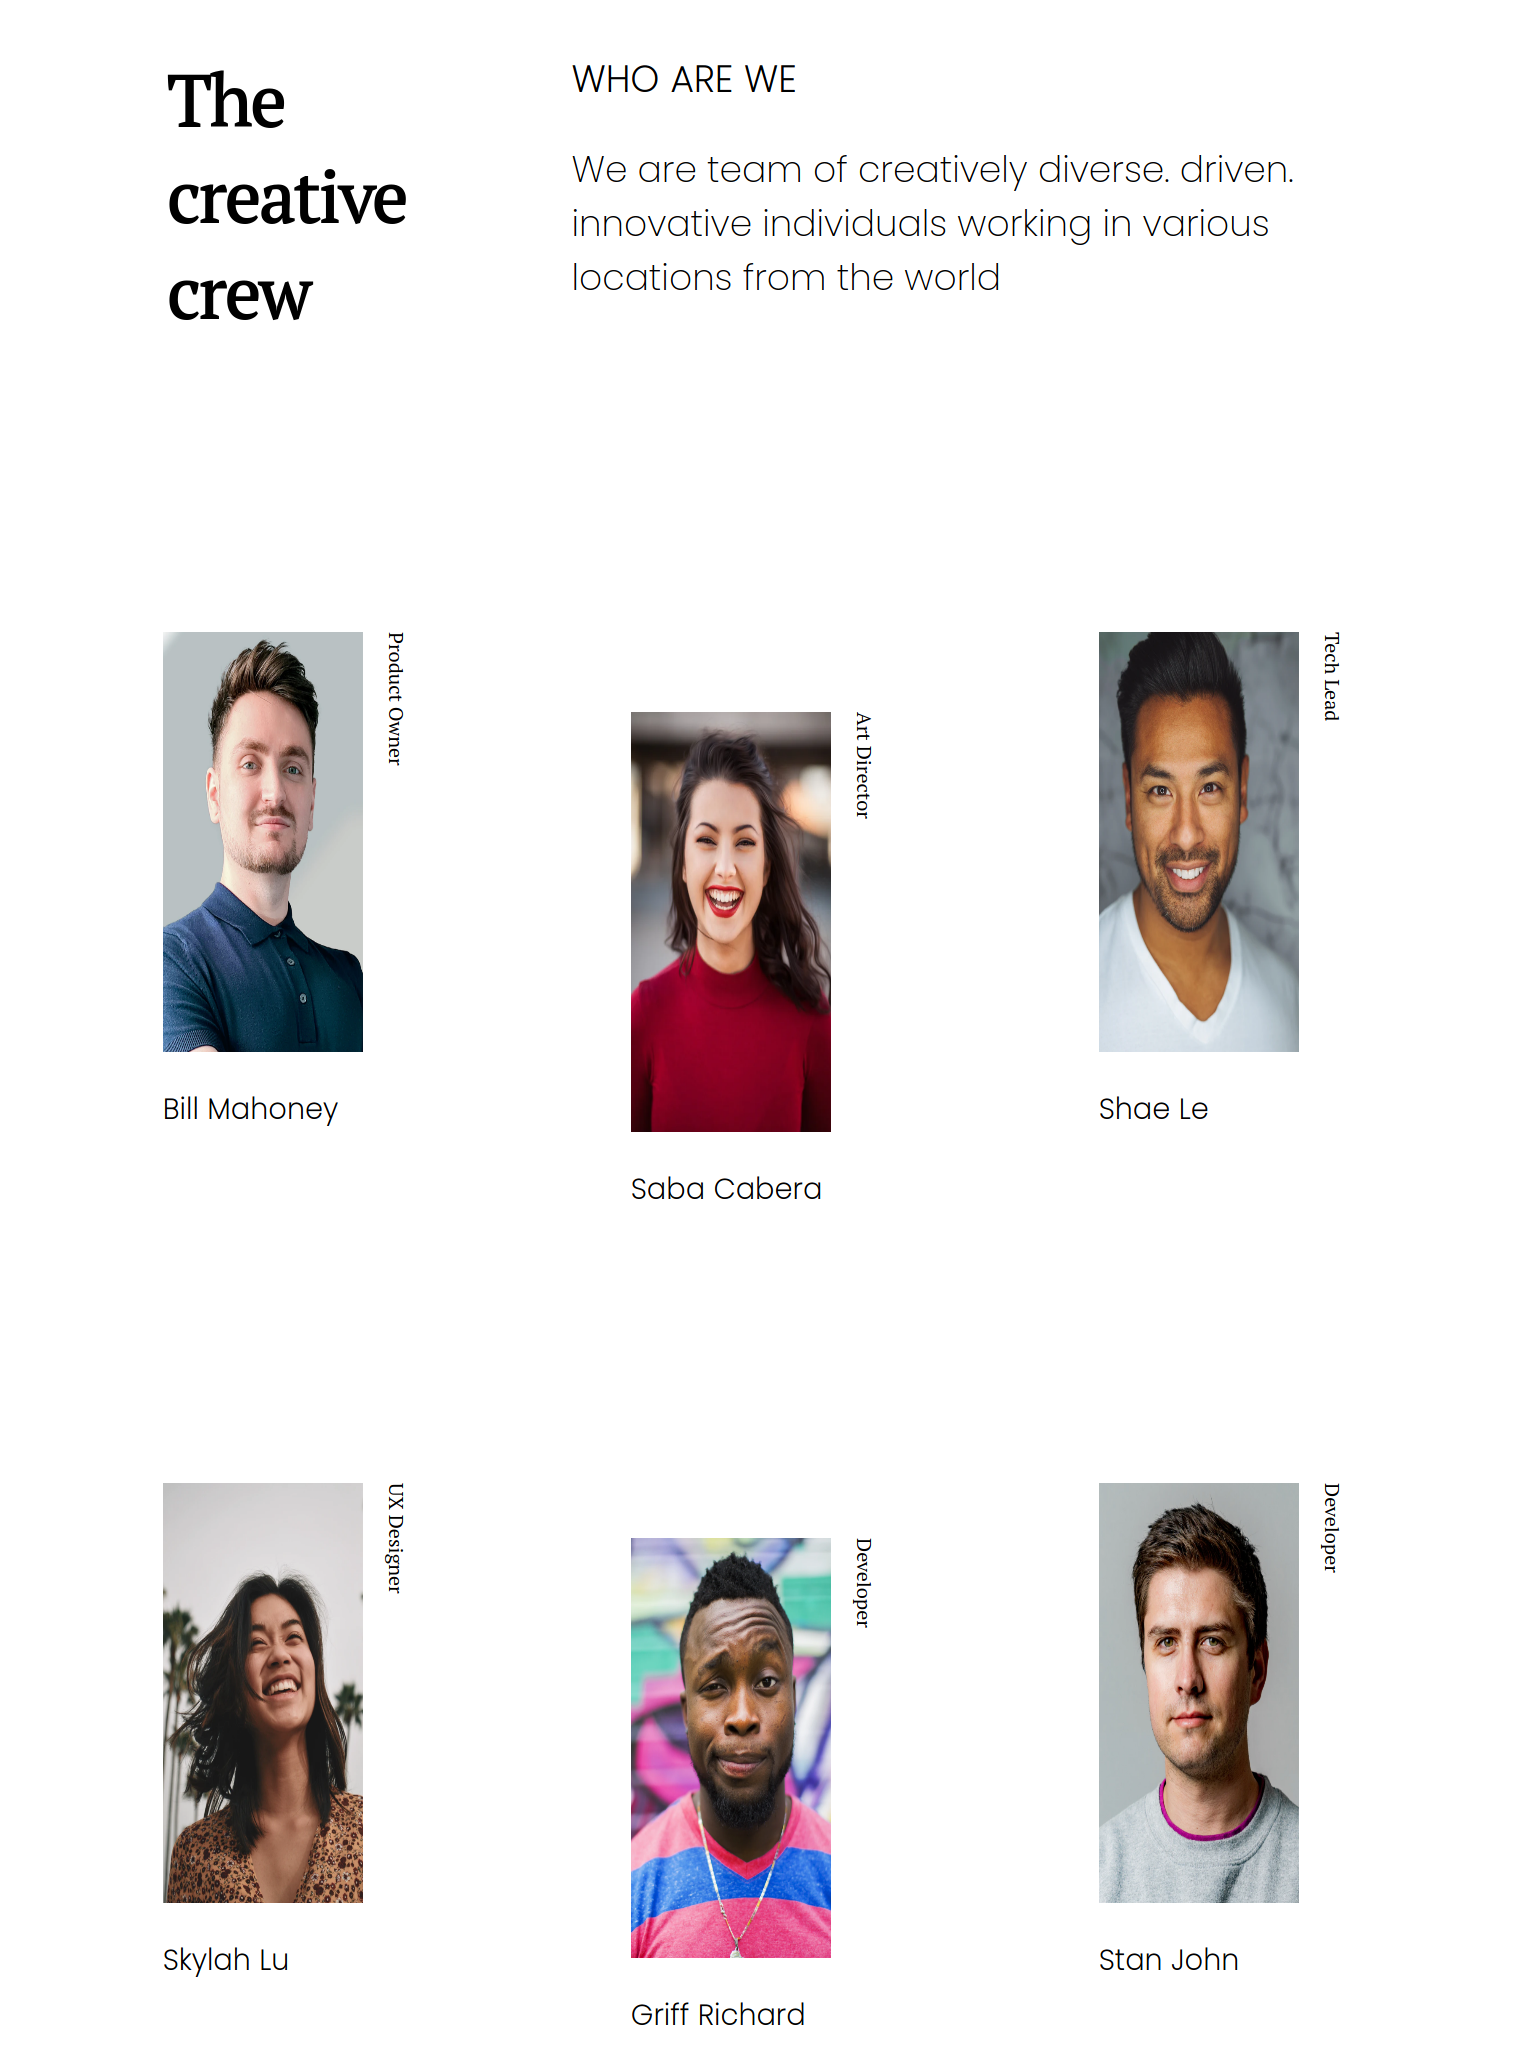 The
creative
crew
WHO ARE WE
We are team of creatively diverse. driven.
innovative individuals working in various
locations from the world
Product Owner
Bill Mahoney
Art Director
Saba Cabera
Tech Lead
Shae Le
UX Designer
Skylah Lu
Developer
Griff Richard
Developer
Stan John